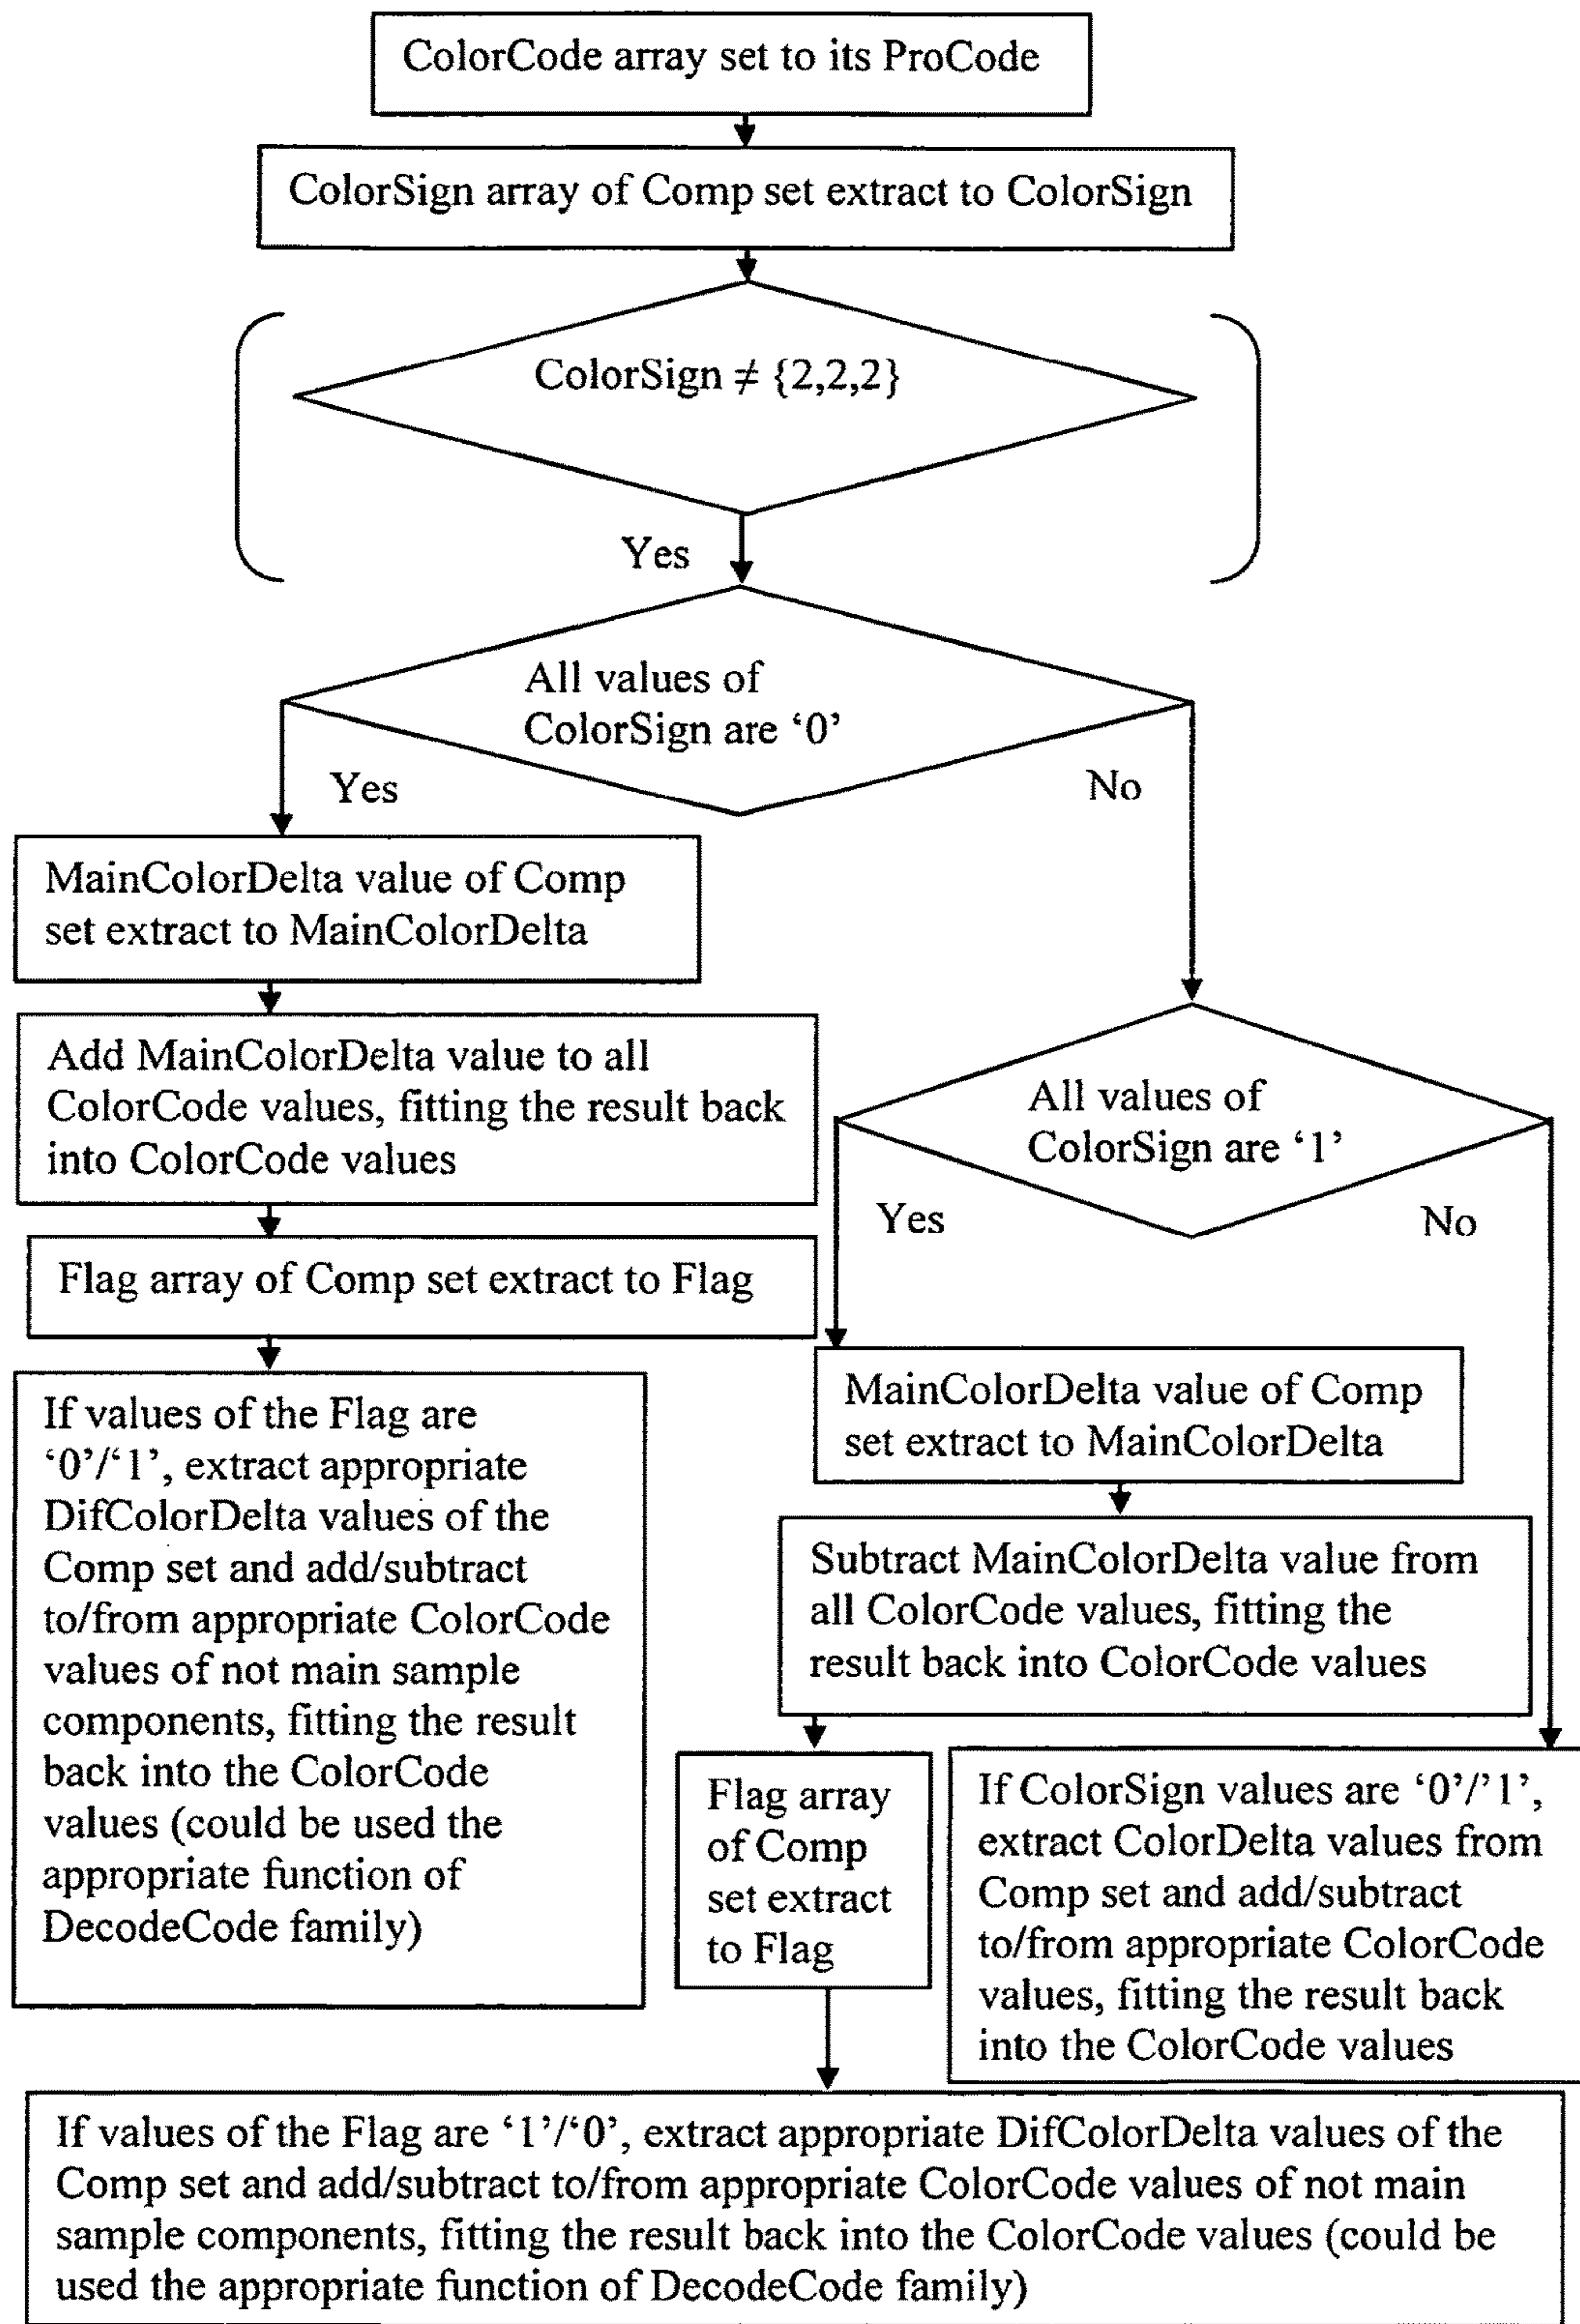 ColorCode array set to its ProCode
ColorSign array of Comp set extract to ColorSign
ColorSign ≠ {2,2,2}
Yes
All values of
ColorSign are ‘0’
Yes
No
MainColorDelta value of Comp
set extract to MainColorDelta
Add MainColorDelta value to all
ColorCode values, fitting the result back
into ColorCode values
Flag array of Comp set extract to Flag
If values of the Flag are
‘0’/‘1’, extract appropriate
DifColorDelta values of the
Comp set and add/subtract
to/from appropriate ColorCode
values of not main sample
components, fitting the result
back into the ColorCode
values (could be used the
appropriate function of
DecodeCode family)
All values of
ColorSign are ‘1’
Yes
No
MainColorDelta value of Comp
set extract to MainColorDelta
Subtract MainColorDelta value from
all ColorCode values, fitting the
result back into ColorCode values
Flag array
of Comp
set extract
to Flag
If ColorSign values are ‘0’/’1’,
extract ColorDelta values from
Comp set and add/subtract
to/from appropriate ColorCode
values, fitting the result back
into the ColorCode values
If values of the Flag are ‘1’/‘0’, extract appropriate DifColorDelta values of the
Comp set and add/subtract to/from appropriate ColorCode values of not main
sample components, fitting the result back into the ColorCode values (could be
used the appropriate function of DecodeCode family)